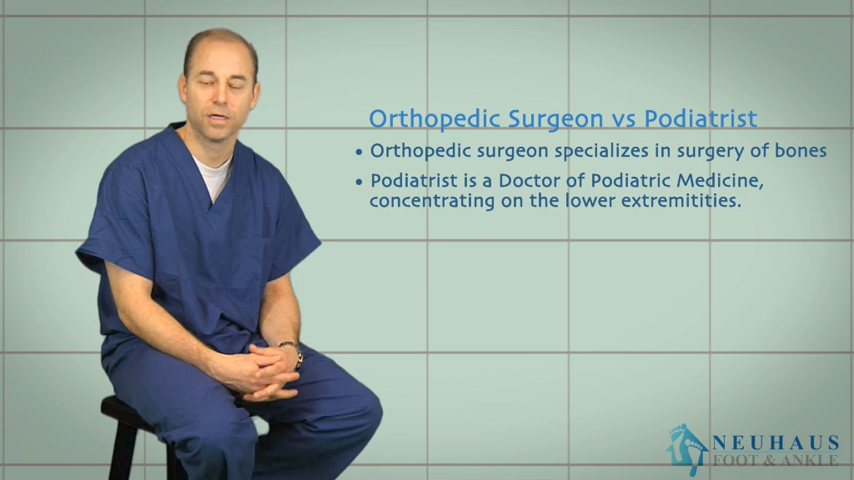 Orthopedic Surgeon vs Podiatrist
• Orthopedic surgeon specializes in surgery of bones
• Podiatrist is a Doctor of Podiatric Medicine,
concentrating on the lower extremitities.
NEUHAUS
FOOT & ANKLE